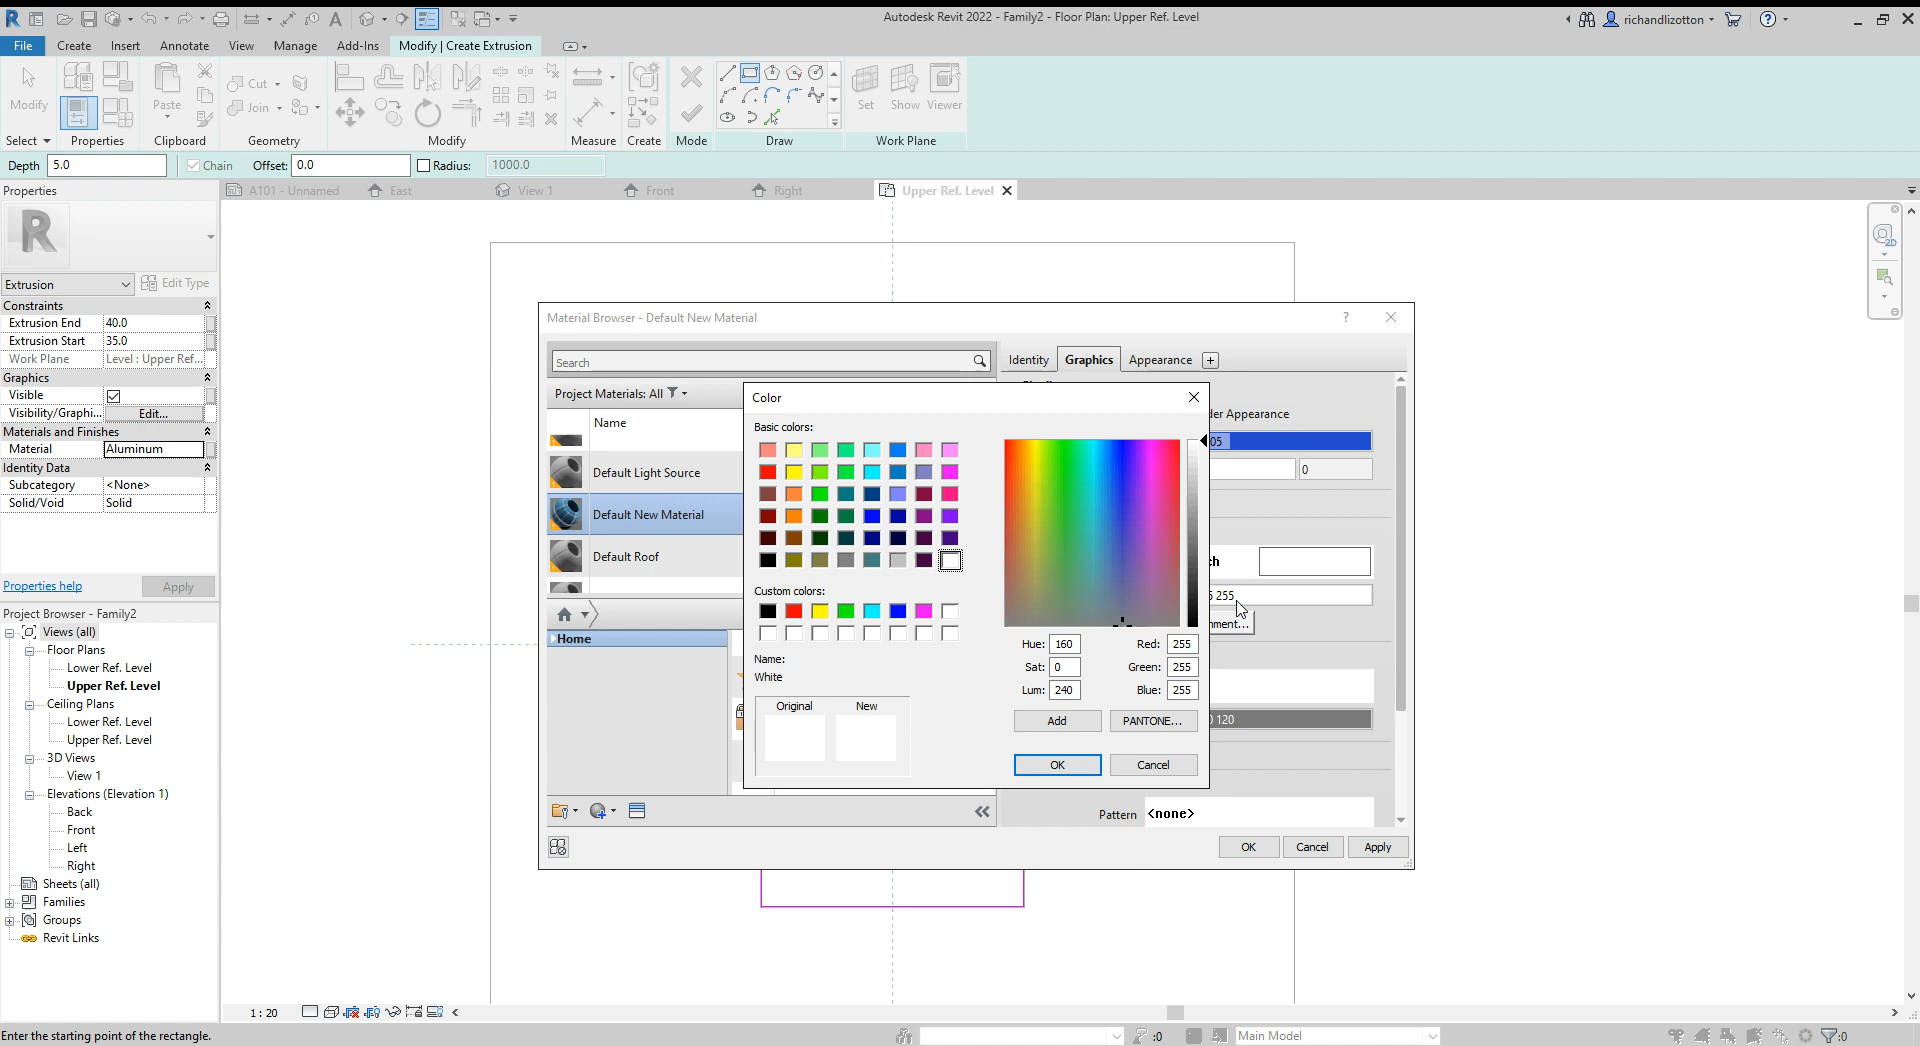 Autodesk Revit 2022 - Family2 - Floor Plan: Upper Ref. Level
richandlizotton
File Create Insert Annotate View Manage Add-Ins Modify | Create Extrusion
Modify
Paste
Cut
Join
Set Show Viewer
Select Properties Clipboard Geometry Modify Measure Create Mode Draw Work Plane
Depth 5.0 Chain Offset: 0.0 Radius: 1000.0
Properties
A101 - Unnamed East View 1 Front Right Upper Ref. Level
Extrusion Edit Type
Constraints
Extrusion End 40.0
Extrusion Start 35.0
Work Plane Level : Upper Ref...
Graphics
Visible
Visibility/Graphi... Edit...
Materials and Finishes
Material Aluminum
Identity Data
Subcategory <None>
Solid/Void Solid
Properties help Apply
Project Browser - Family2
Views (all)
Floor Plans
Lower Ref. Level
Upper Ref. Level
Ceiling Plans
Lower Ref. Level
Upper Ref. Level
3D Views
View 1
Elevations (Elevation 1)
Back
Front
Left
Right
Sheets (all)
Families
Groups
Revit Links
Material Browser - Default New Material
Search
Identity Graphics Appearance
Project Materials: All
Name
Default Light Source
Default New Material
Default Roof
Home
der Appearance
05
0
ch
5 255
nment...
0 120
Pattern <none>
OK Cancel Apply
Color
Basic colors:
Custom colors:
Name:
White
Original New
Hue: 160 Red: 255
Sat: 0 Green: 255
Lum: 240 Blue: 255
Add PANTONE...
OK Cancel
1 : 20
Enter the starting point of the rectangle.
:0
Main Model
:0